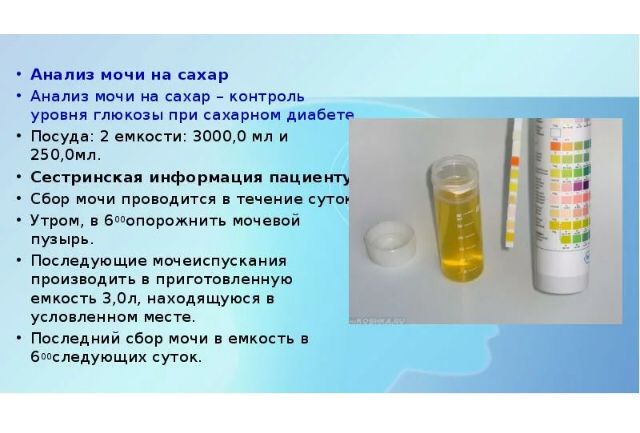 • Анализ мочи на сахар
• Анализ мочи на сахар – контроль
уровня глюкозы при сахарном диабете
• Посуда: 2 емкости: 3000,0 мл и
250,0мл.
• Сестринская информация пациенту
• Сбор мочи проводится в течение суток
• Утром, в 6⁰⁰опорожнить мочевой
пузырь.
• Последующие мочеиспускания
производить в приготовленную
емкость 3,0л, находящуюся в
условленном месте.
• Последний сбор мочи в емкость в
6⁰⁰следующих суток.